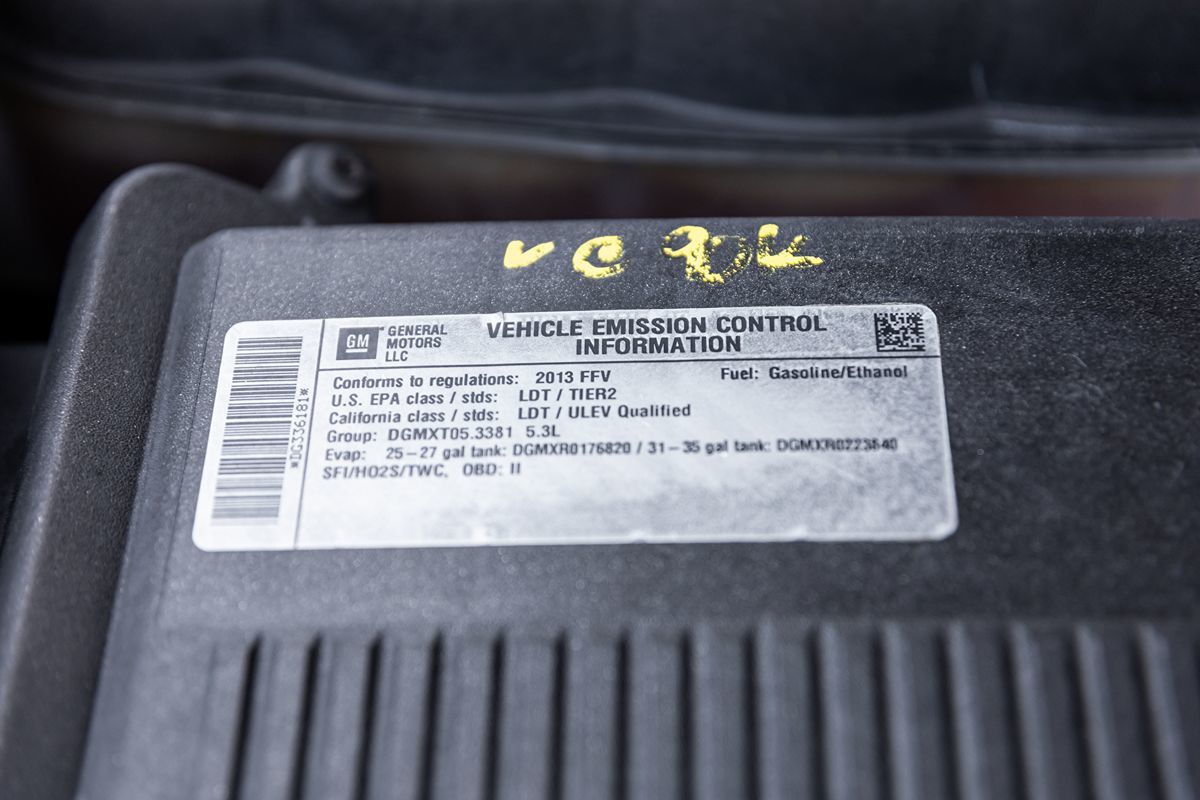 GM GENERAL MOTORS LLC
VEHICLE EMISSION CONTROL
INFORMATION
Conforms to regulations: 2013 FFV
Fuel: Gasoline/Ethanol
U.S. EPA class / stds: LDT / TIER2
California class / stds: LDT / ULEV Qualified
Group: DGMXT05.3381 5.3L
Evap: 25–27 gal tank: DGMXR0176820 / 31–35 gal tank: DGMXR0223840
SFI/HO2S/TWC, OBD: II
*DG336181*